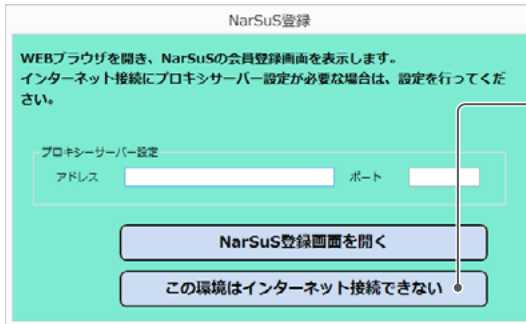 NarSuS登録
WEBブラウザを開き、NarSuSの会員登録画面を表示します。
インターネット接続にプロキシサーバー設定が必要な場合は、設定を行ってくだ
さい。
プロキシーサーバー設定
アドレス ポート
NarSuS登録画面を開く
この環境はインターネット接続できない